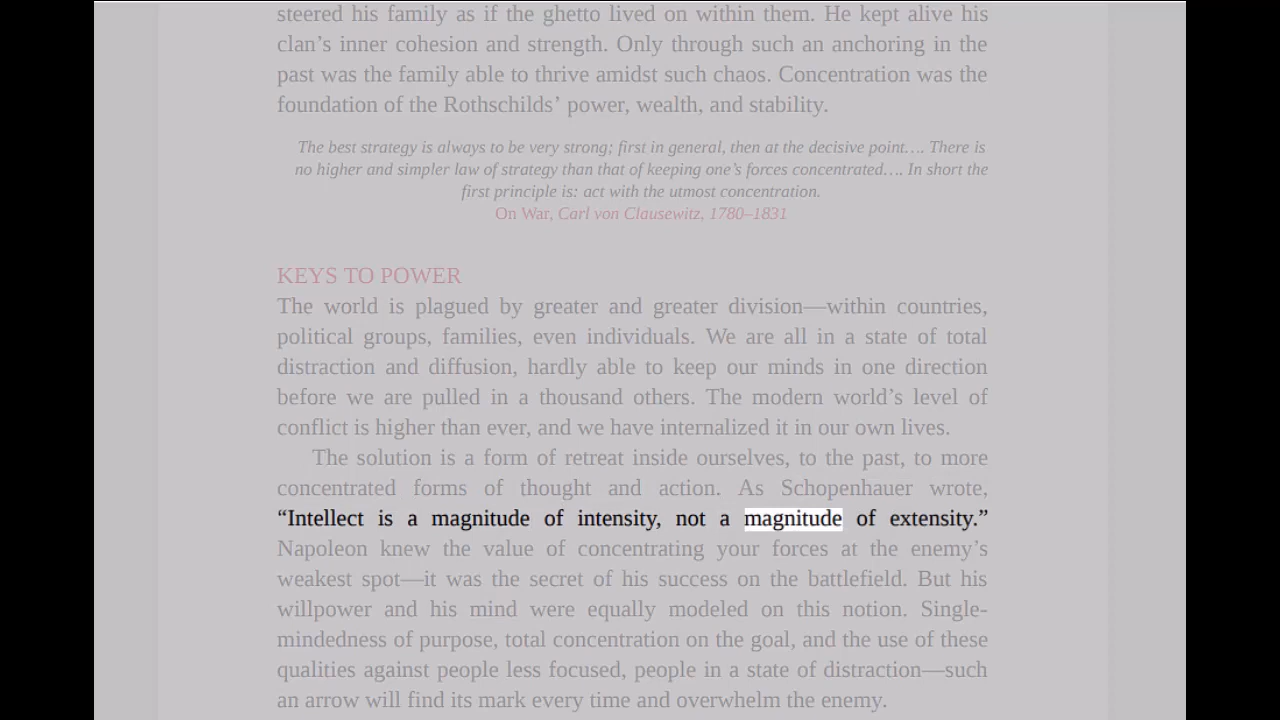 steered his family as if the ghetto lived on within them. He kept alive his
clan’s inner cohesion and strength. Only through such an anchoring in the
past was the family able to thrive amidst such chaos. Concentration was the
foundation of the Rothschilds’ power, wealth, and stability.
The best strategy is always to be very strong; first in general, then at the decisive point…. There is
no higher and simpler law of strategy than that of keeping one’s forces concentrated…. In short the
first principle is: act with the utmost concentration.
On War, Carl von Clausewitz, 1780–1831
KEYS TO POWER
The world is plagued by greater and greater division—within countries,
political groups, families, even individuals. We are all in a state of total
distraction and diffusion, hardly able to keep our minds in one direction
before we are pulled in a thousand others. The modern world’s level of
conflict is higher than ever, and we have internalized it in our own lives.
The solution is a form of retreat inside ourselves, to the past, to more
concentrated forms of thought and action. As Schopenhauer wrote,
“Intellect is a magnitude of intensity, not a magnitude of extensity.”
Napoleon knew the value of concentrating your forces at the enemy’s
weakest spot—it was the secret of his success on the battlefield. But his
willpower and his mind were equally modeled on this notion. Single-
mindedness of purpose, total concentration on the goal, and the use of these
qualities against people less focused, people in a state of distraction—such
an arrow will find its mark every time and overwhelm the enemy.